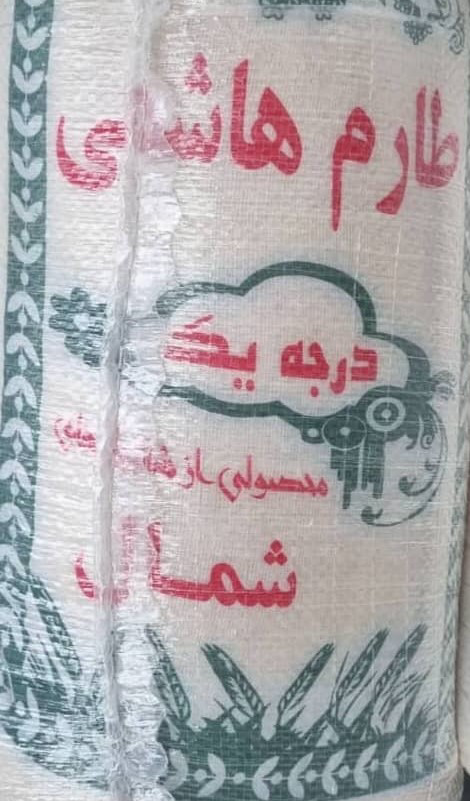 طارم هاشمی
درجه یک
محصولی از
شمال